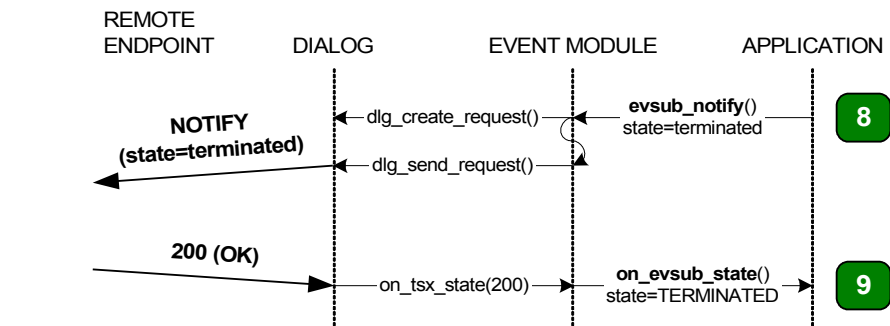 REMOTE
ENDPOINT
DIALOG
EVENT MODULE
APPLICATION
dlg_create_request()
evsub_notify()
state=terminated
8
NOTIFY
(state=terminated)
dlg_send_request()
200 (OK)
on_tsx_state(200)
on_evsub_state()
state=TERMINATED
9